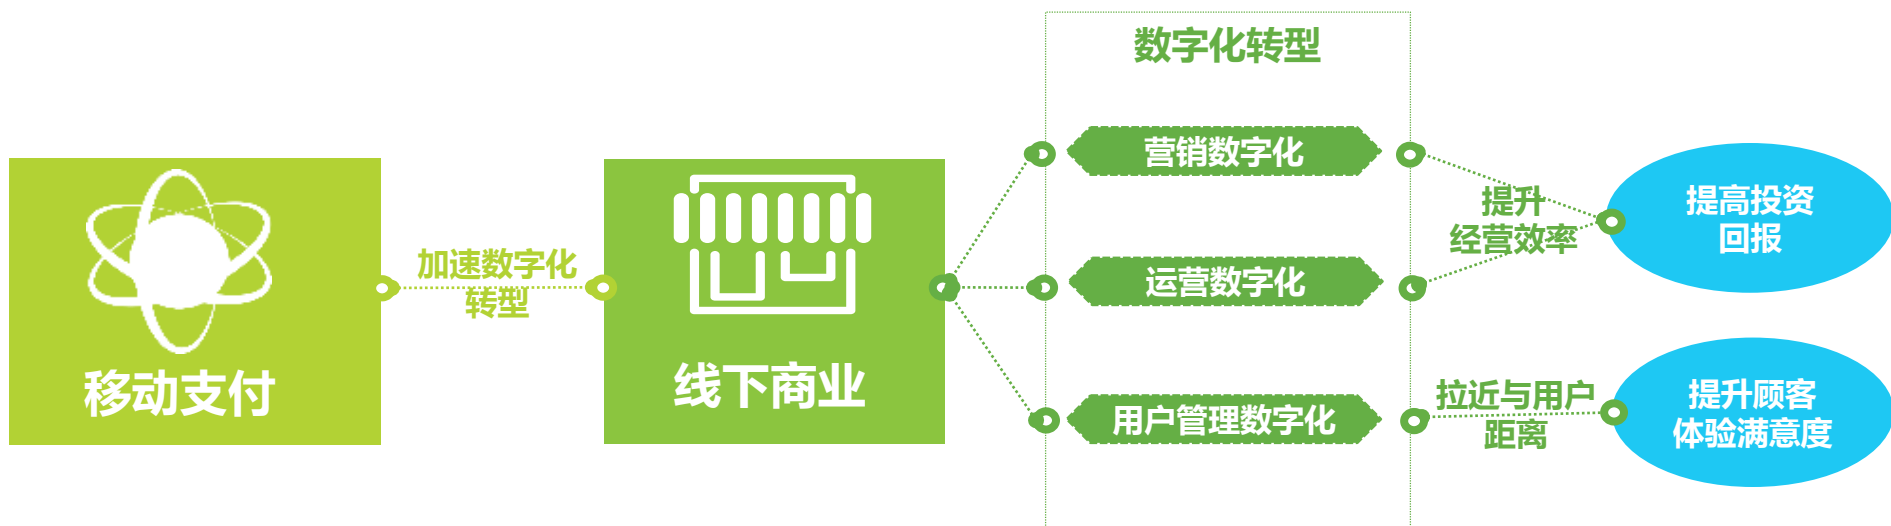 移动支付
加速数字化
转型
线下商业
数字化转型
营销数字化
运营数字化
用户管理数字化
提升
经营效率
拉近与用户
距离
提高投资
回报
提升顾客
体验满意度